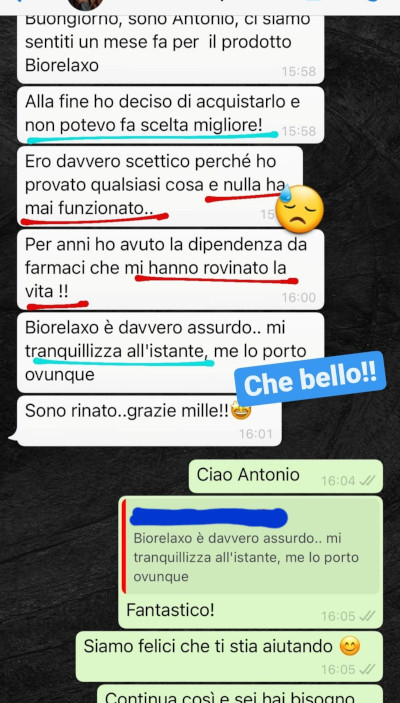 Buongiorno, sono Antonio, ci siamo
sentiti un mese fa per il prodotto
Biorelaxo
15:58
Alla fine ho deciso di acquistarlo e
non potevo fa scelta migliore!
15:58
Ero davvero scettico perché ho
provato qualsiasi cosa e nulla ha
mai funzionato..
15
Per anni ho avuto la dipendenza da
farmaci che mi hanno rovinato la
vita !!
16:00
Biorelaxo è davvero assurdo.. mi
tranquillizza all'istante, me lo porto
ovunque
Che bello!!
Sono rinato..grazie mille!!🤩
16:01
Ciao Antonio
16:04
Biorelaxo è davvero assurdo.. mi
tranquillizza all'istante, me lo porto
ovunque
Fantastico!
16:05
Siamo felici che ti stia aiutando 😊
16:05
Continua così e sei hai bisogno